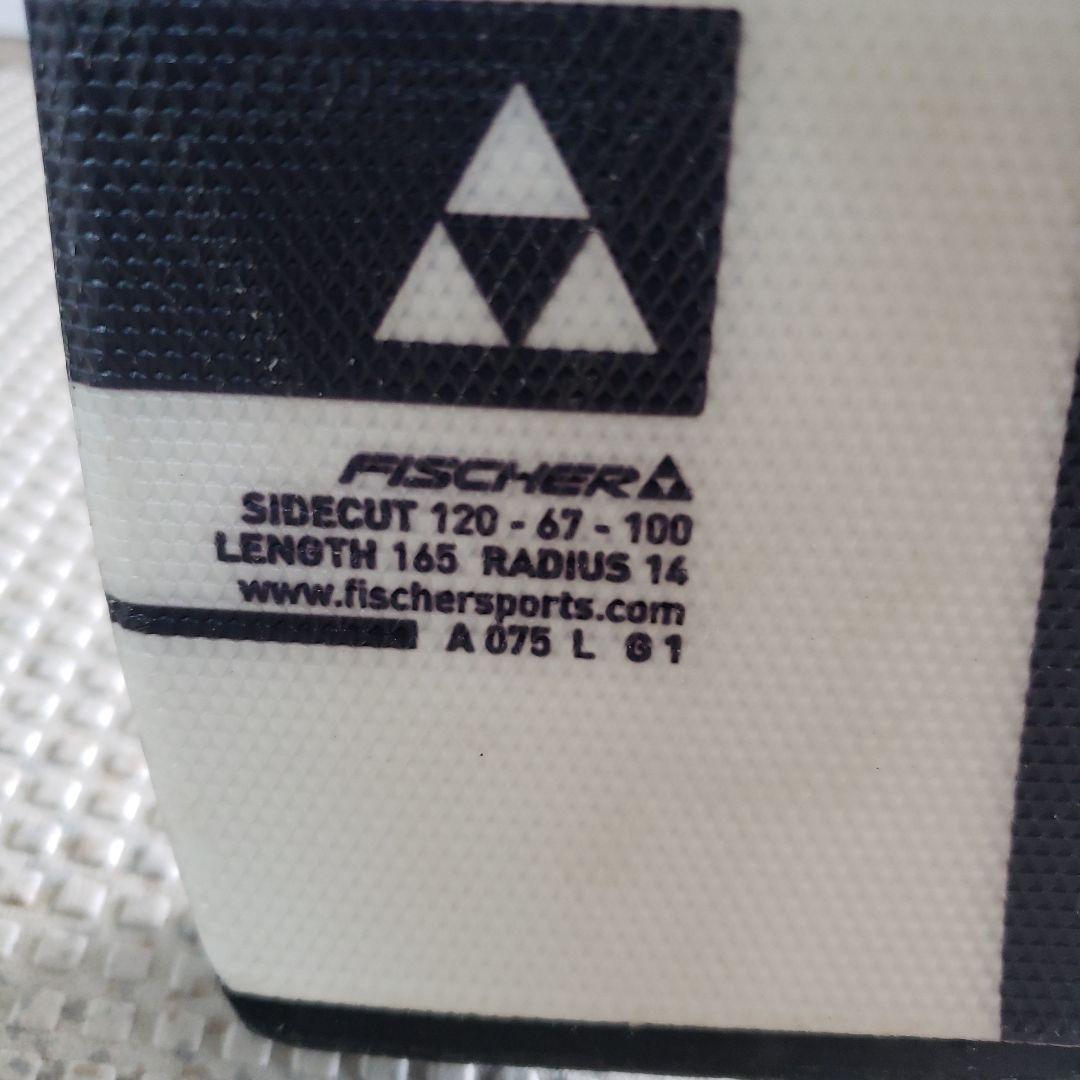 FISCHER
SIDECUT 120 - 67 - 100
LENGTH 165 RADIUS 14
www.fischersports.com
A 075 L G 1